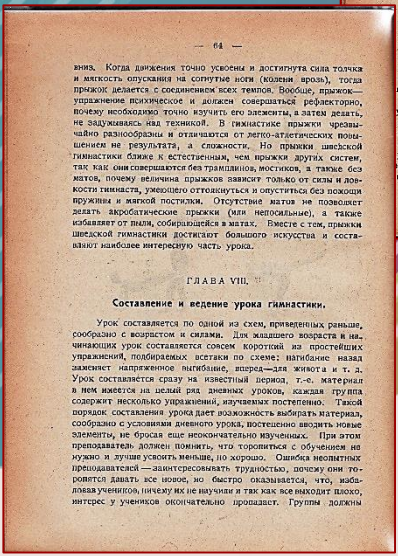 — 64 —
вниз. Когда движения точно усвоены и достигнута сила толчка
и мягкость опускания на согнутые ноги (колени врозь), тогда
прыжок делается с соединением всех темпов. Вообще, прыжок—
упражнение психическое и должен совершаться рефлекторно,
почему необходимо точно изучить его элементы, а затем делать,
не задумываясь над техникой. В гимнастике прыжки чрезвы-
чайно разнообразны и отличаются от легко-атлетических повы-
шением не результата, а сложности. Но прыжки шведской
гимнастики ближе к естественным, чем прыжки других систем,
так как они совершаются без трамплинов, мостиков, а также без
матов, почему величина прыжков зависит только от силы и лов-
кости гимнаста, умеющего оттолкнуться и опуститься без помощи
пружины и мягкой постилки. Отсутствие матов не позволяет
делать акробатические прыжки (или непосильные), а также
избавляет от пыли, собирающейся в матах. Вместе с тем, прыжки
шведской гимнастики достигают большого искусства и состав-
ляют наиболее интересную часть урока.
ГЛАВА VIII.
Составление и ведение урока гимнастики.
Урок составляется по одной из схем, приведенных раньше,
сообразно с возрастом и силами. Для младшего возраста и на-
чинающих урок составляется совсем короткий из простейших
упражнений, подбираемых всетаки по схеме: нагибание назад
заменяет напряженное выгибание, вперед—для живота и т. д.
Урок составляется сразу на известный период, т.-е. материал
в нем имеется на целый ряд дневных уроков, каждая группа
содержит несколько упражнений, изучаемых постепенно. Такой
порядок составления урока дает возможность выбирать материал,
сообразно с условиями дневного урока, постепенно вводить новые
элементы, не бросая еще неокончательно изученных. При этом
преподаватель должен помнить, что торопиться с обучением не
нужно и лучше усвоить меньше, но хорошо. Ошибка неопытных
преподавателей—заинтересовывать трудностью, почему они то-
ропятся давать все новое, но быстро оказывается, что, изба-
ловав учеников, ничему их не научили и так как все выходит плохо,
интерес у учеников окончательно пропадает. Группы должны